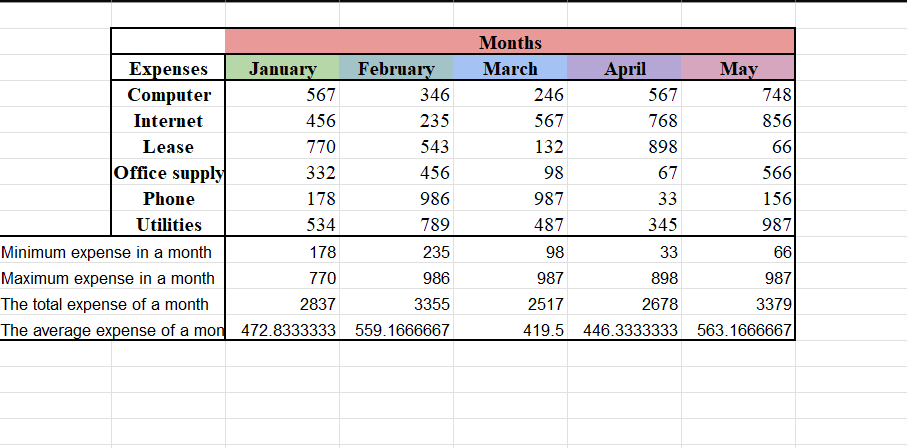 Months
Expenses January February March April May
Computer 567 346 246 567 748
Internet 456 235 567 768 856
Lease 770 543 132 898 66
Office supply 332 456 98 67 566
Phone 178 986 987 33 156
Utilities 534 789 487 345 987
Minimum expense in a month 178 235 98 33 66
Maximum expense in a month 770 986 987 898 987
The total expense of a month 2837 3355 2517 2678 3379
The average expense of a mon 472.8333333 559.1666667 419.5 446.3333333 563.1666667